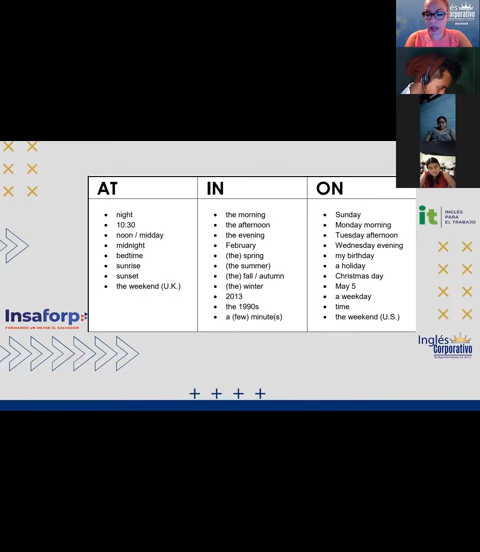 és
Corporativo
AT
IN
ON
night
10:30
noon / midday
midnight
bedtime
sunrise
sunset
the weekend (U.K.)
the morning
the afternoon
the evening
February
(the) spring
(the summer)
(the) fall / autumn
(the) winter
2013
the 1990s
a (few) minute(s)
Sunday
Monday morning
Tuesday afternoon
Wednesday evening
my birthday
a holiday
Christmas day
May 5
a weekday
time
the weekend (U.S.)
it
INGLÉS
PARA
EL TRABAJO
Insaforp
FORMANDO UN MEJOR EL SALVADOR
Inglés
Corporativo